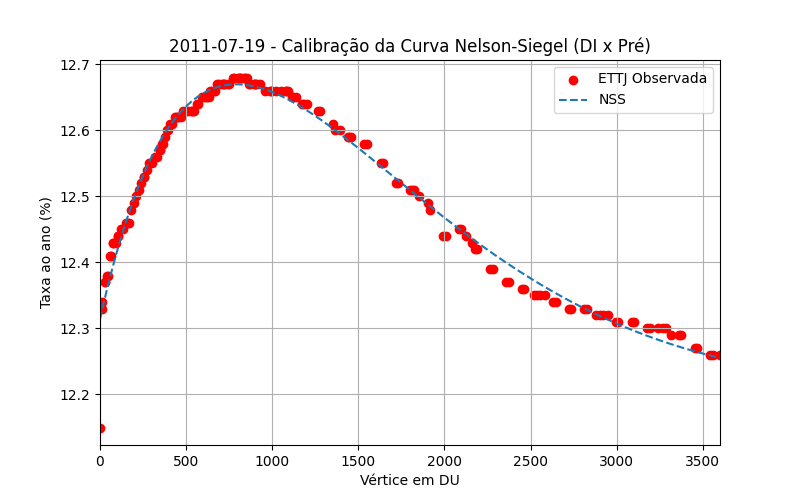 2011-07-19 - Calibração da Curva Nelson-Siegel (DI x Pré)
12.7
12.6
12.5
12.4
12.3
12.2
Taxa ao ano (%)
ETTJ Observada
NSS
0
500
1000
1500
2000
2500
3000
3500
Vértice em DU